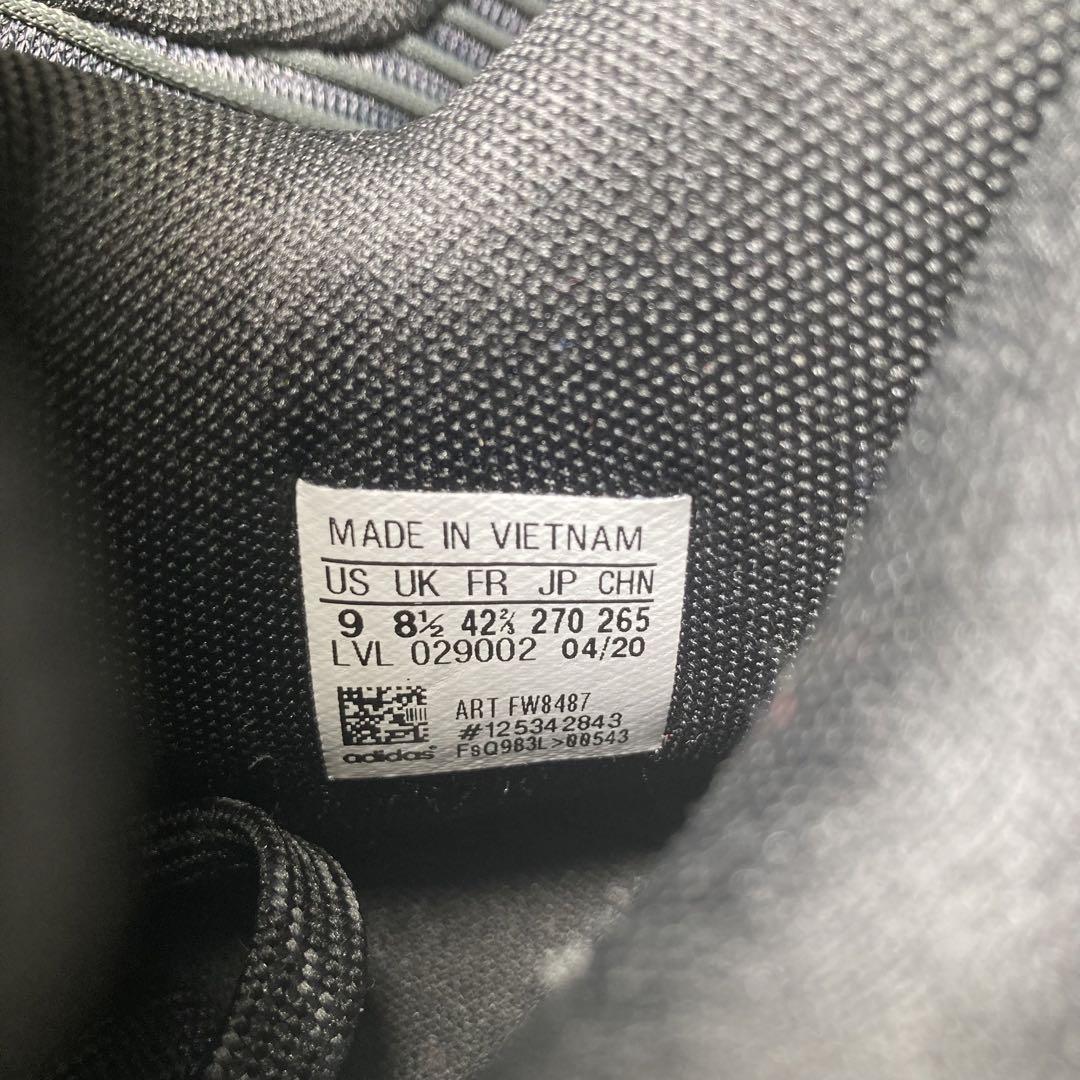 MADE IN VIETNAM
US UK FR JP CHN
9 8½ 42⅔ 270 265
LVL 029002 04/20
ART FW8487
#125342843
FsQ983L>00543
adidas